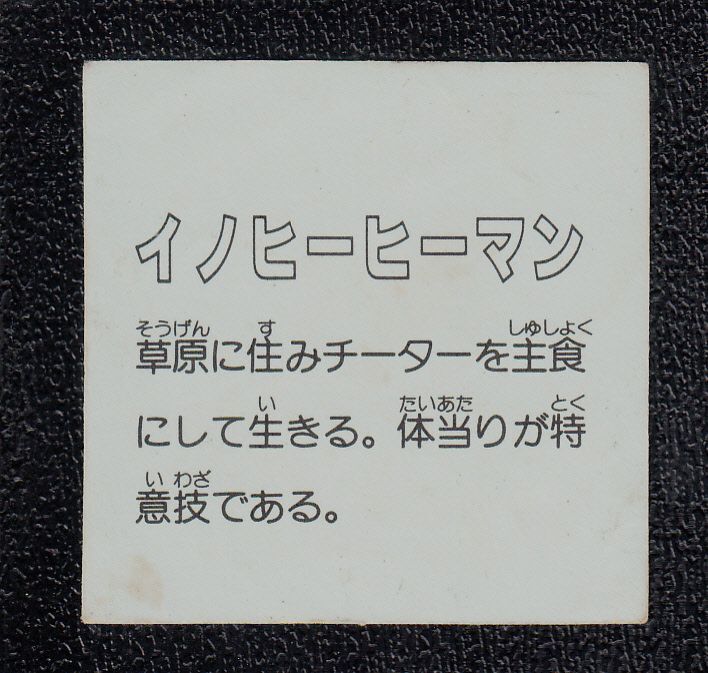 イノヒーヒーマン
そうげん す しゅしょく
草原に住みチーターを主食
い たいあた とく
にして生きる。体当りが特
い わざ
意技である。